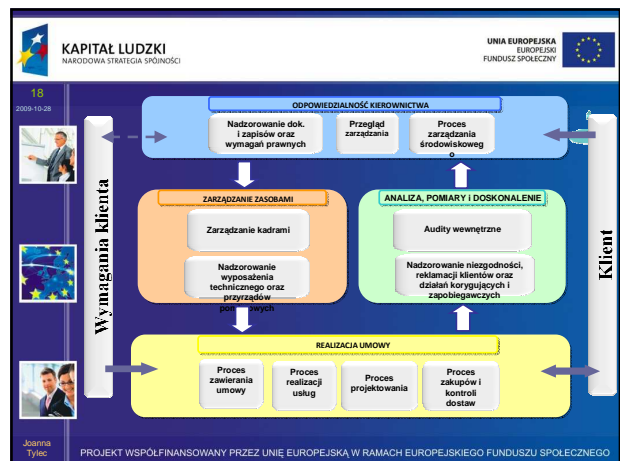 KAPITAŁ LUDZKI
NARODOWA STRATEGIA SPÓJNOŚCI
UNIA EUROPEJSKA
EUROPEJSKI
FUNDUSZ SPOŁECZNY
18
2009-10-28
ODPOWIEDZIALNOŚĆ KIEROWNICTWA
Nadzorowanie dok.
i zapisów oraz
wymagań prawnych
Przegląd
zarządzania
Proces
zarządzania
środowiskoweg
o
Wymagania klienta
Klient
ZARZĄDZANIE ZASOBAMI
Zarządzanie kadrami
Nadzorowanie
wyposażenia
technicznego oraz
przyrządów
ANALIZA, POMIARY i DOSKONALENIE
Audity wewnętrzne
Nadzorowanie niezgodności,
reklamacji klientów oraz
działań korygujących i
zapobiegawczych
REALIZACJA UMOWY
Proces
zawierania
umowy
Proces
realizacji
usług
Proces
projektowania
Proces
zakupów i
kontroli
dostaw
Joanna
Tylec
PROJEKT WSPÓŁFINANSOWANY PRZEZ UNIĘ EUROPEJSKĄ W RAMACH EUROPEJSKIEGO FUNDUSZU SPOŁECZNEGO